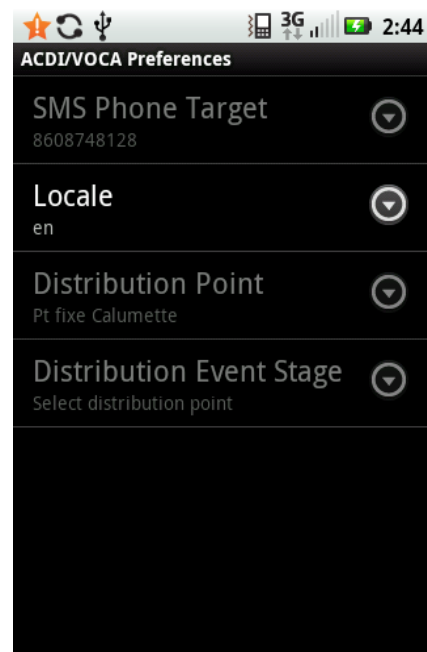 3G 2:44
ACDI/VOCA Preferences
SMS Phone Target
8608748128
Locale
en
Distribution Point
Pt fixe Calumette
Distribution Event Stage
Select distribution point